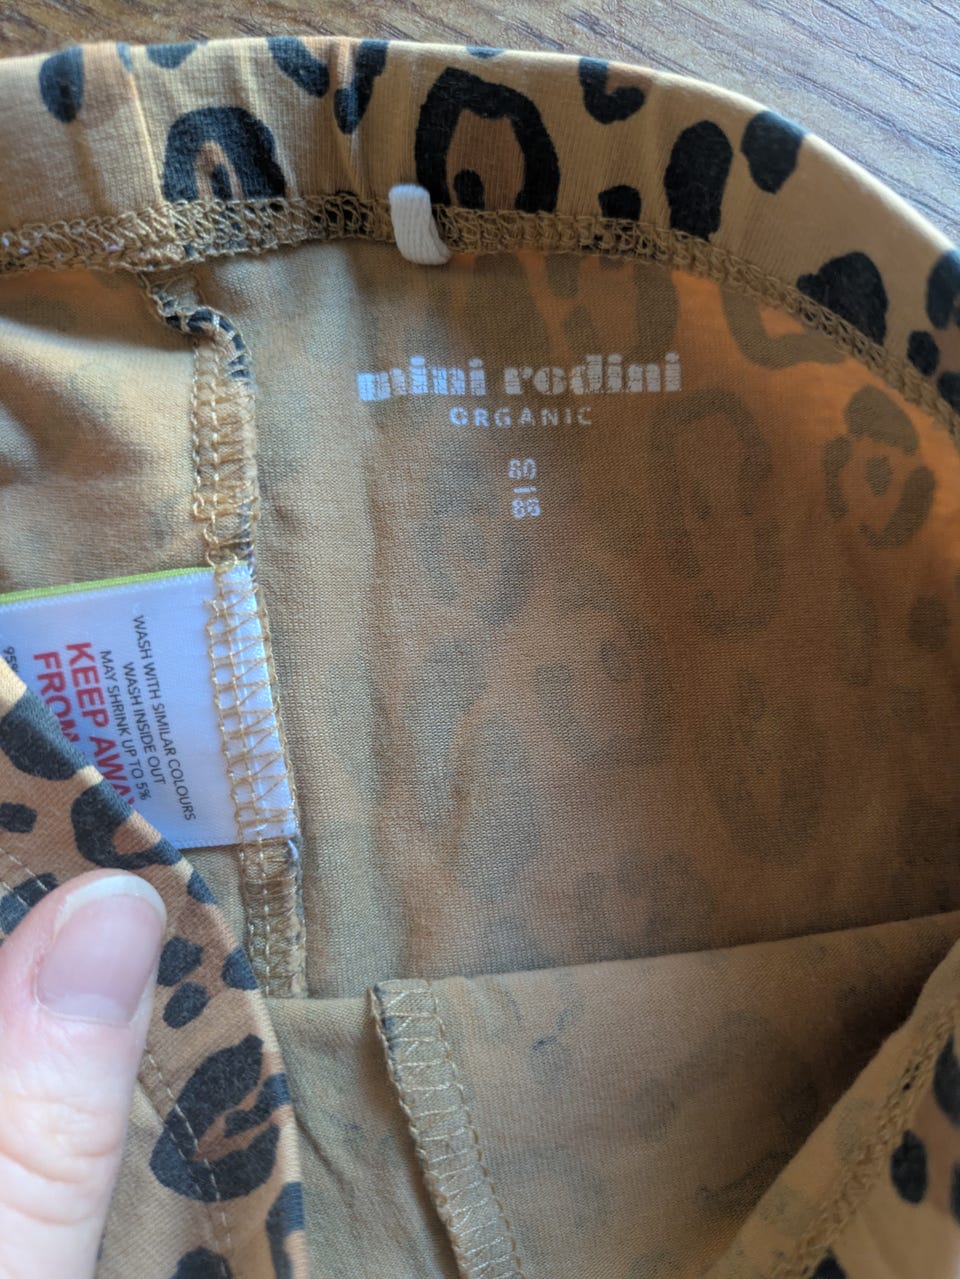 mini rodini
ORGANIC
80
86
WASH WITH SIMILAR COLOURS
WASH INSIDE OUT
MAY SHRINK UP TO 5%
KEEP AWAY
FROM